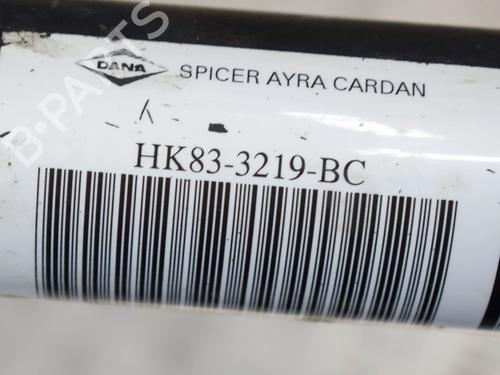 DANA
SPICER AYRA CARDAN
HK83-3219-BC
B-PARTS